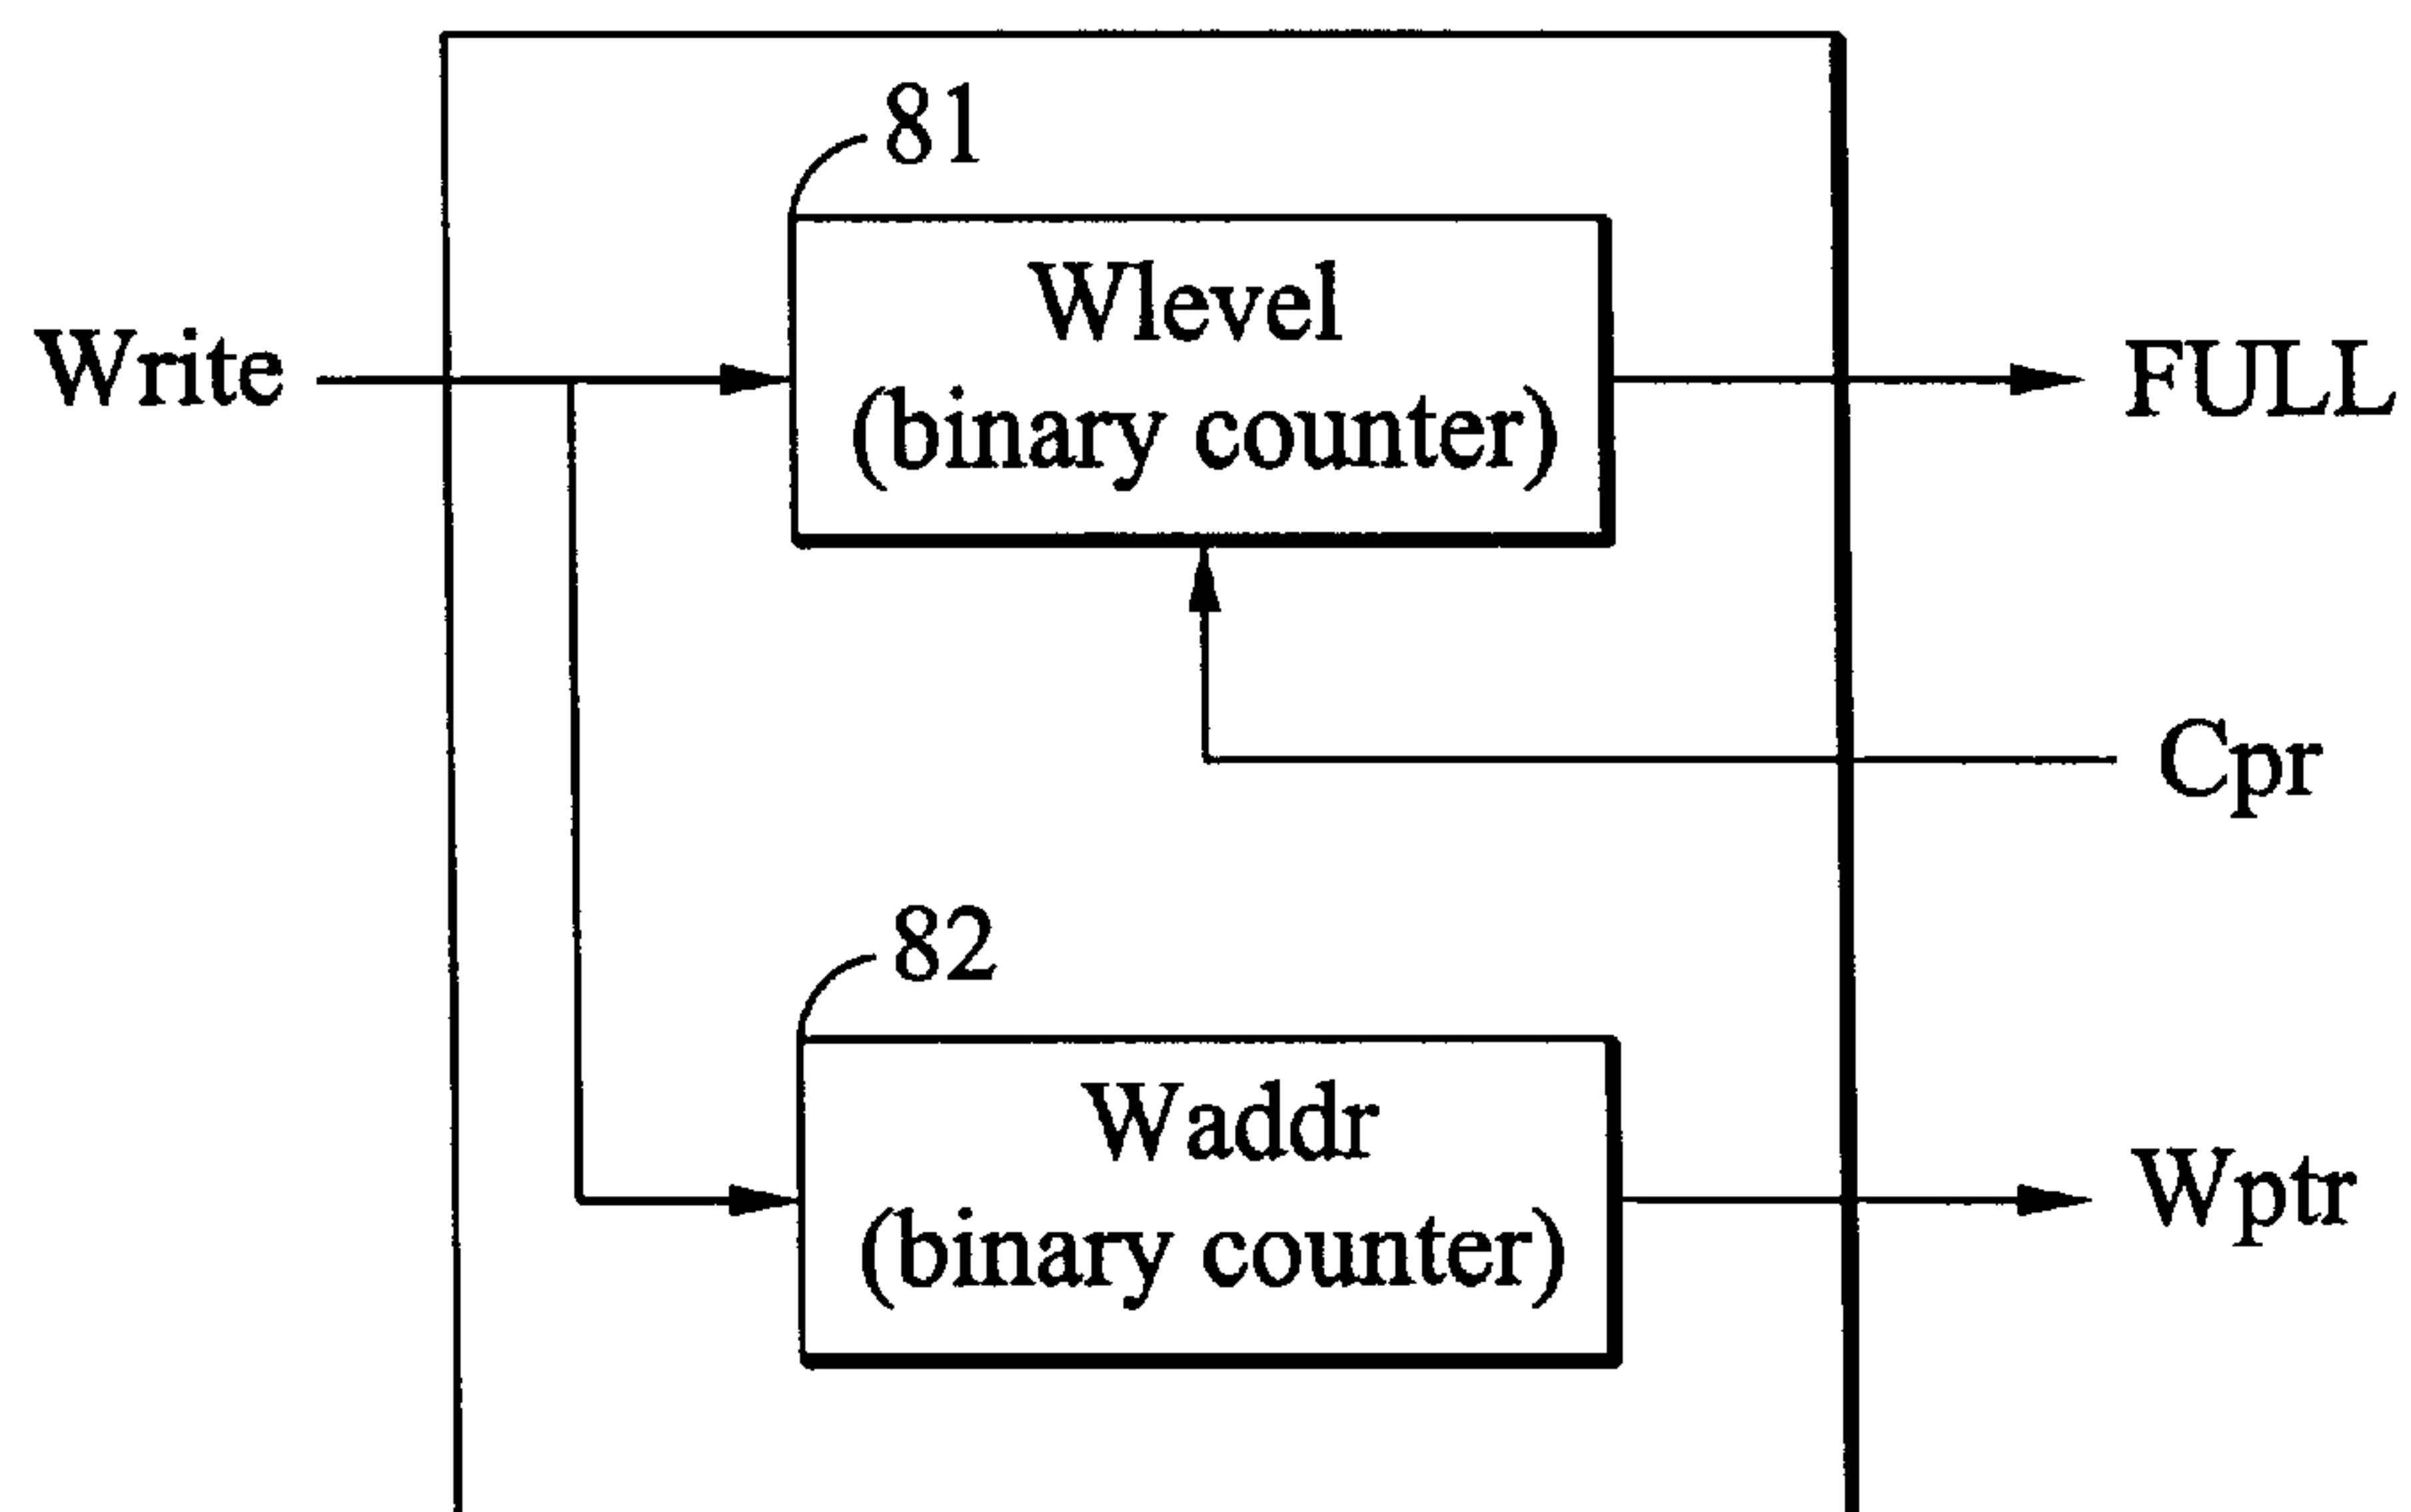 81
Wlevel
(binary counter)
Write
FULL
Cpr
82
Waddr
(binary counter)
Wptr